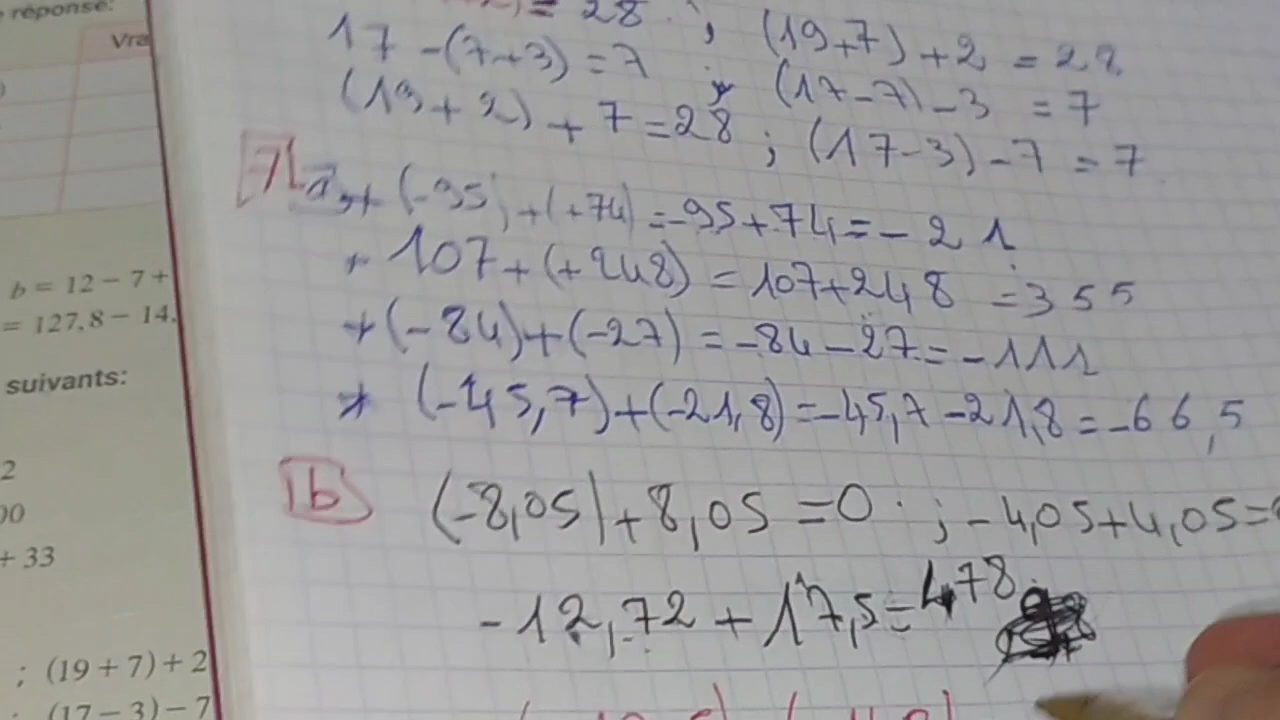 réponse:
Vra
= 28 ; (19+7)+2 = 28
17-(7+3)=7 ; (17-7)-3 = 7
(19+2)+7=28 ; (17-3)-7=7
7 a, * (-95)+(+74)=-95+74=-21
* 107+(+248)=107+248=355
*(-84)+(-27)=-84-27=-111
* (-45,7)+(-21,8)=-45,7-21,8=-66,5
b (-8,05)+8,05=0 ; -4,05+4,05=
-12,72+17,5=4,78
b = 12 - 7 +
= 127,8 - 14,
suivants:
2
00
+ 33
; (19 + 7) + 2
; (17 - 3) - 7